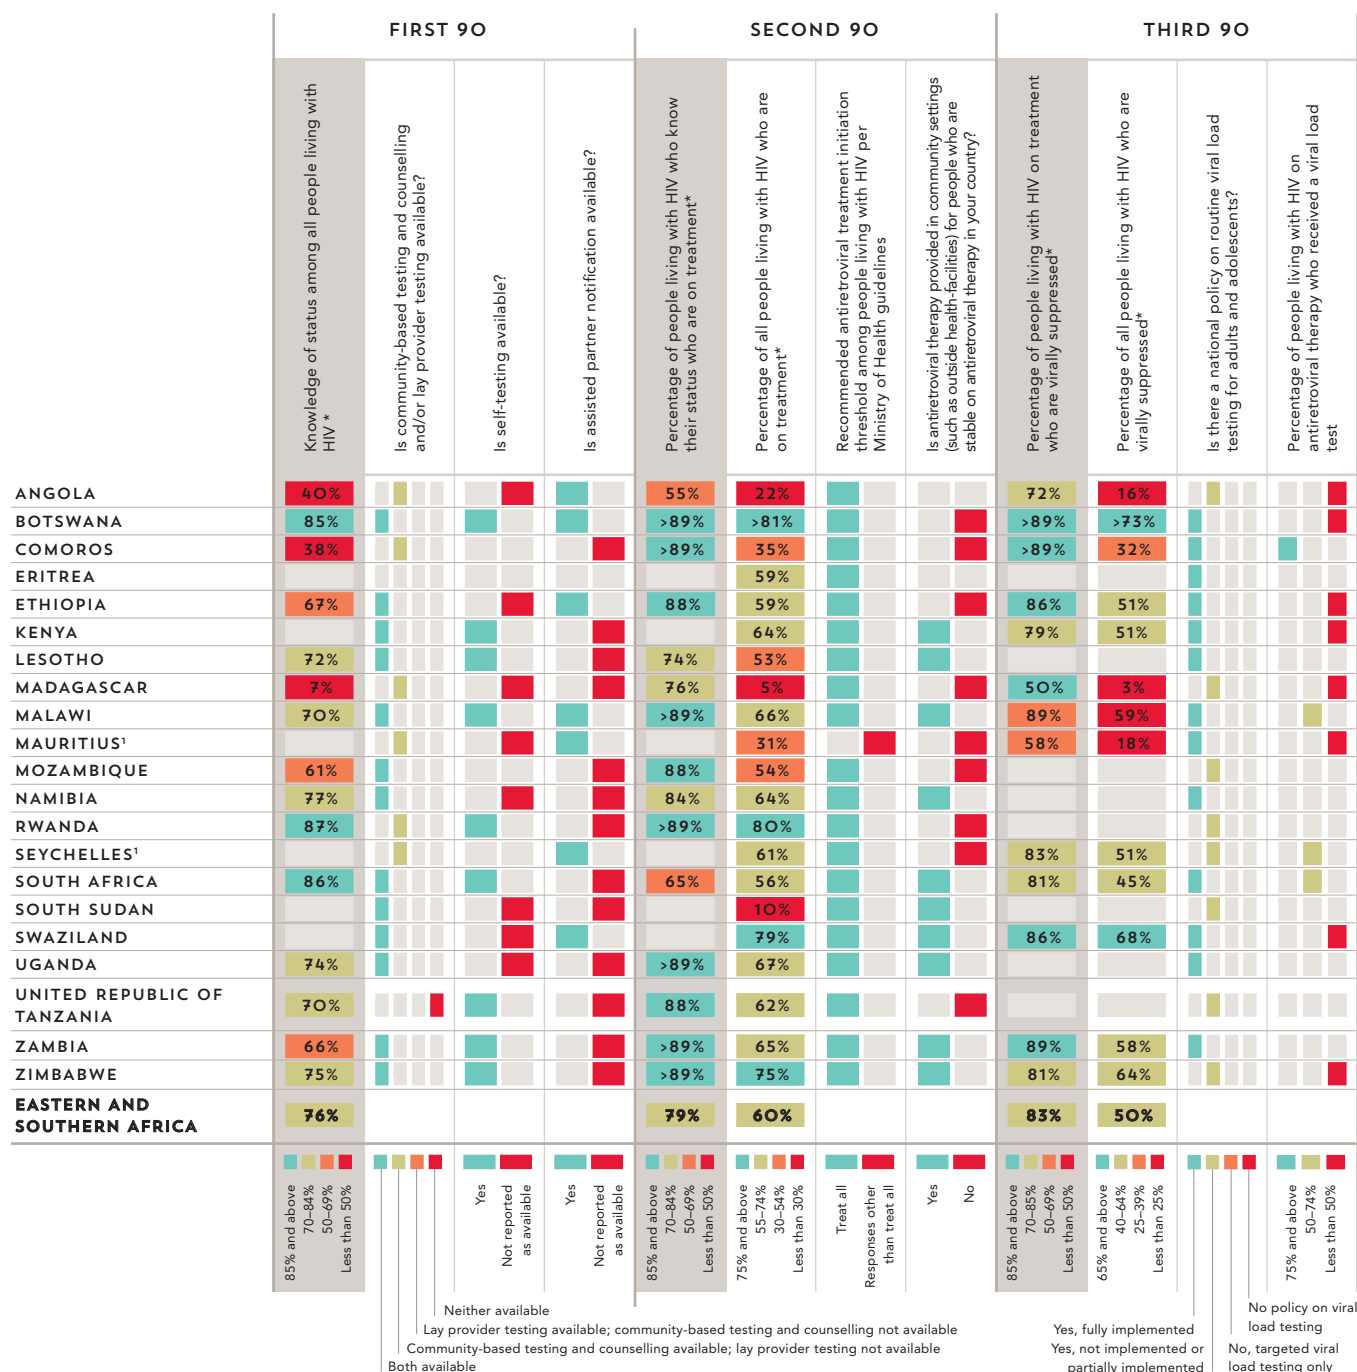 FIRST 90 SECOND 90 THIRD 90
Knowledge of status among all people living with
HIV *
Is community-based testing and counselling
and/or lay provider testing available?
Is self-testing available?
Is assisted partner notification available?
Percentage of people living with HIV who know
their status who are on treatment*
Percentage of all people living with HIV who are
on treatment*
Recommended antiretroviral treatment initiation
threshold among people living with HIV per
Ministry of Health guidelines
Is antiretroviral therapy provided in community settings
(such as outside health-facilities) for people who are
stable on antiretroviral therapy in your country?
Percentage of people living with HIV on treatment
who are virally suppressed*
Percentage of all people living with HIV who are
virally suppressed*
Is there a national policy on routine viral load
testing for adults and adolescents?
Percentage of people living with HIV on
antiretroviral therapy who received a viral load
test
ANGOLA 40% 55% 22% 72% 16%
BOTSWANA 85% >89% >81% >89% >73%
COMOROS 38% >89% 35% >89% 32%
ERITREA 59%
ETHIOPIA 67% 88% 59% 86% 51%
KENYA 64% 79% 51%
LESOTHO 72% 74% 53%
MADAGASCAR 7% 76% 5% 50% 3%
MALAWI 70% >89% 66% 89% 59%
MAURITIUS¹ 31% 58% 18%
MOZAMBIQUE 61% 88% 54%
NAMIBIA 77% 84% 64%
RWANDA 87% >89% 80%
SEYCHELLES¹ 61% 83% 51%
SOUTH AFRICA 86% 65% 56% 81% 45%
SOUTH SUDAN 10%
SWAZILAND 79% 86% 68%
UGANDA 74% >89% 67%
UNITED REPUBLIC OF
TANZANIA 70% 88% 62%
ZAMBIA 66% >89% 65% 89% 58%
ZIMBABWE 75% >89% 75% 81% 64%
EASTERN AND
SOUTHERN AFRICA 76% 79% 60% 83% 50%
85% and above
70–84%
50–69%
Less than 50%
Yes
Not reported
as available
Yes
Not reported
as available
85% and above
70–84%
50–69%
Less than 50%
75% and above
55–74%
30–54%
Less than 30%
Treat all
Responses other
than treat all
Yes
No
85% and above
70–85%
50–69%
Less than 50%
65% and above
40–64%
25–39%
Less than 25%
75% and above
50–74%
Less than 50%
Neither available
Lay provider testing available; community-based testing and counselling not available
Community-based testing and counselling available; lay provider testing not available
Both available
Yes, fully implemented
Yes, not implemented or
partially implemented
No policy on viral
load testing
No, targeted viral
load testing only